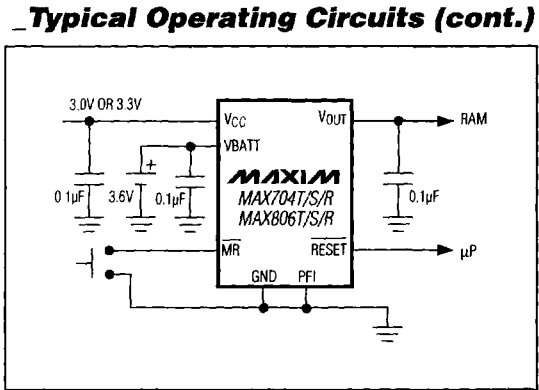 _Typical Operating Circuits (cont.)
3.0V OR 3.3V
VCC
VOUT
RAM
VBATT
+
MAXIM
MAX704T/S/R
MAX806T/S/R
0 1µF
3.6V
0.1µF
0.1µF
MR
RESET
µP
GND
PFI